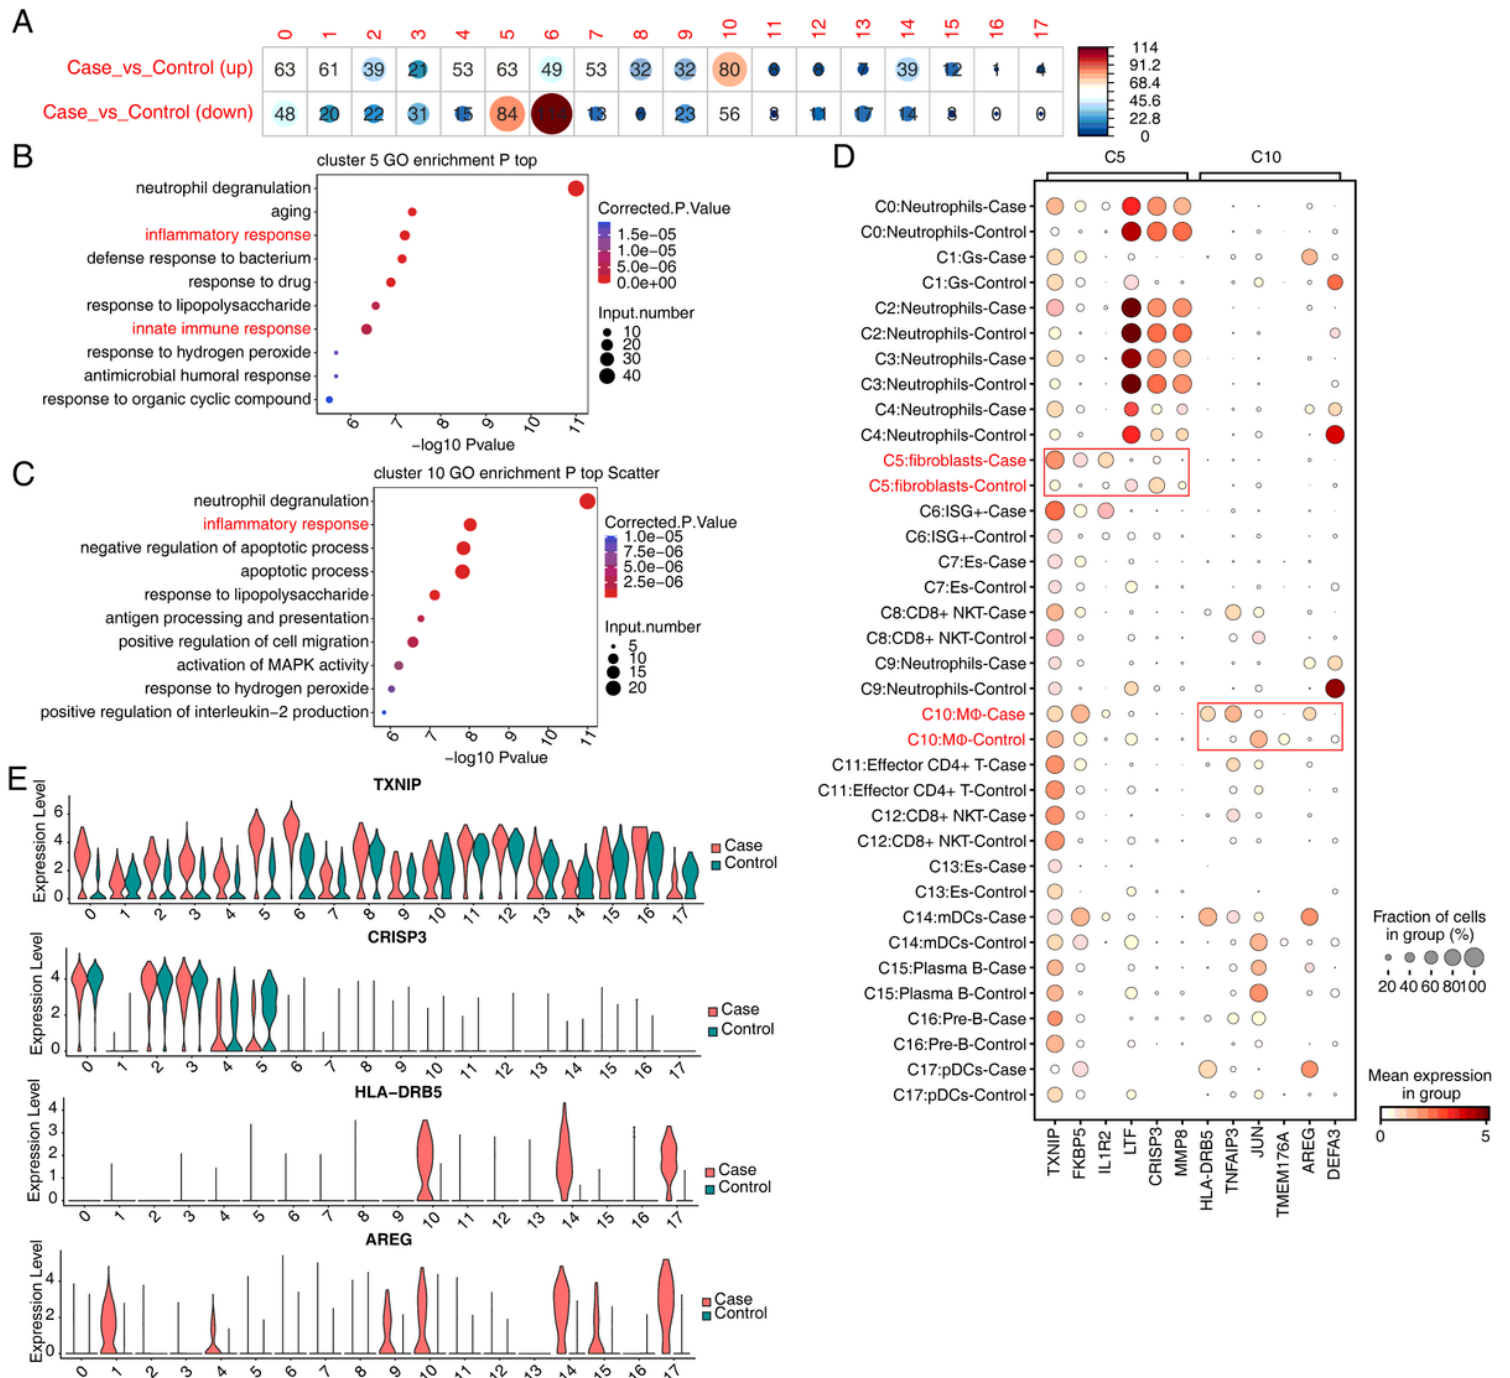 A
0 1 2 3 4 5 6 7 8 9 10 11 12 13 14 15 16 17
Case_vs_Control (up) 63 61 39 21 53 63 49 53 32 32 80 39 12 1 4
Case_vs_Control (down) 48 20 22 31 15 84 114 13 6 23 56 8 11 17 14 8 0 0
114
91.2
68.4
45.6
22.8
0
B
cluster 5 GO enrichment P top
neutrophil degranulation
aging
inflammatory response
defense response to bacterium
response to drug
response to lipopolysaccharide
innate immune response
response to hydrogen peroxide
antimicrobial humoral response
response to organic cyclic compound
6 7 8 9 10 11
−log10 Pvalue
Corrected.P.Value
1.5e−05
1.0e−05
5.0e−06
0.0e+00
Input.number
10
20
30
40
C
cluster 10 GO enrichment P top Scatter
neutrophil degranulation
inflammatory response
negative regulation of apoptotic process
apoptotic process
response to lipopolysaccharide
antigen processing and presentation
positive regulation of cell migration
activation of MAPK activity
response to hydrogen peroxide
positive regulation of interleukin−2 production
6 7 8 9 10 11
−log10 Pvalue
Corrected.P.Value
1.0e−05
7.5e−06
5.0e−06
2.5e−06
Input.number
5
10
15
20
D
C5 C10
C0:Neutrophils-Case
C0:Neutrophils-Control
C1:Gs-Case
C1:Gs-Control
C2:Neutrophils-Case
C2:Neutrophils-Control
C3:Neutrophils-Case
C3:Neutrophils-Control
C4:Neutrophils-Case
C4:Neutrophils-Control
C5:fibroblasts-Case
C5:fibroblasts-Control
C6:ISG+-Case
C6:ISG+-Control
C7:Es-Case
C7:Es-Control
C8:CD8+ NKT-Case
C8:CD8+ NKT-Control
C9:Neutrophils-Case
C9:Neutrophils-Control
C10:MΦ-Case
C10:MΦ-Control
C11:Effector CD4+ T-Case
C11:Effector CD4+ T-Control
C12:CD8+ NKT-Case
C12:CD8+ NKT-Control
C13:Es-Case
C13:Es-Control
C14:mDCs-Case
C14:mDCs-Control
C15:Plasma B-Case
C15:Plasma B-Control
C16:Pre-B-Case
C16:Pre-B-Control
C17:pDCs-Case
C17:pDCs-Control
TXNIP FKBP5 IL1R2 LTF CRISP3 MMP8 HLA-DRB5 TNFAIP3 JUN TMEM176A AREG DEFA3
Fraction of cells
in group (%)
20 40 60 80100
Mean expression
in group
0 5
E
TXNIP
Expression Level
6
4
2
0
0 1 2 3 4 5 6 7 8 9 10 11 12 13 14 15 16 17
Case
Control
CRISP3
Expression Level
4
2
0
0 1 2 3 4 5 6 7 8 9 10 11 12 13 14 15 16 17
Case
Control
HLA−DRB5
Expression Level
4
3
2
1
0
0 1 2 3 4 5 6 7 8 9 10 11 12 13 14 15 16 17
Case
Control
AREG
Expression Level
4
2
0
0 1 2 3 4 5 6 7 8 9 10 11 12 13 14 15 16 17
Case
Control